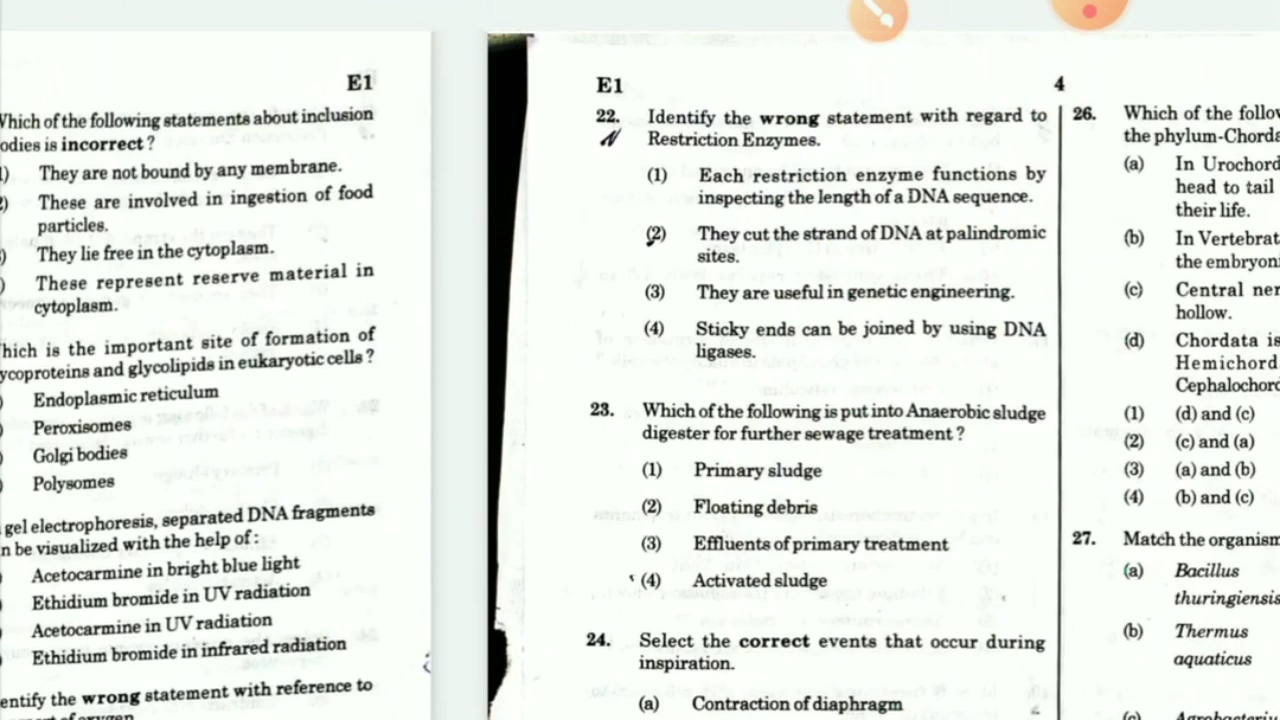 E1
Which of the following statements about inclusion
odies is incorrect ?
They are not bound by any membrane.
These are involved in ingestion of food
particles.
They lie free in the cytoplasm.
These represent reserve material in
cytoplasm.
hich is the important site of formation of
ycoproteins and glycolipids in eukaryotic cells ?
Endoplasmic reticulum
Peroxisomes
Golgi bodies
Polysomes
gel electrophoresis, separated DNA fragments
n be visualized with the help of :
Acetocarmine in bright blue light
Ethidium bromide in UV radiation
Acetocarmine in UV radiation
Ethidium bromide in infrared radiation
entify the wrong statement with reference to
E1
4
22. Identify the wrong statement with regard to
Restriction Enzymes.
(1) Each restriction enzyme functions by
inspecting the length of a DNA sequence.
(2) They cut the strand of DNA at palindromic
sites.
(3) They are useful in genetic engineering.
(4) Sticky ends can be joined by using DNA
ligases.
23. Which of the following is put into Anaerobic sludge
digester for further sewage treatment ?
(1) Primary sludge
(2) Floating debris
(3) Effluents of primary treatment
(4) Activated sludge
24. Select the correct events that occur during
inspiration.
(a) Contraction of diaphragm
26. Which of the follov
the phylum-Chorda
(a) In Urochord
head to tail
their life.
(b) In Vertebrat
the embryoni
(c) Central ner
hollow.
(d) Chordata is
Hemichord
Cephalochord
(1) (d) and (c)
(2) (c) and (a)
(3) (a) and (b)
(4) (b) and (c)
27. Match the organism
(a) Bacillus
thuringiensis
(b) Thermus
aquaticus
(c) Agrobacteriu